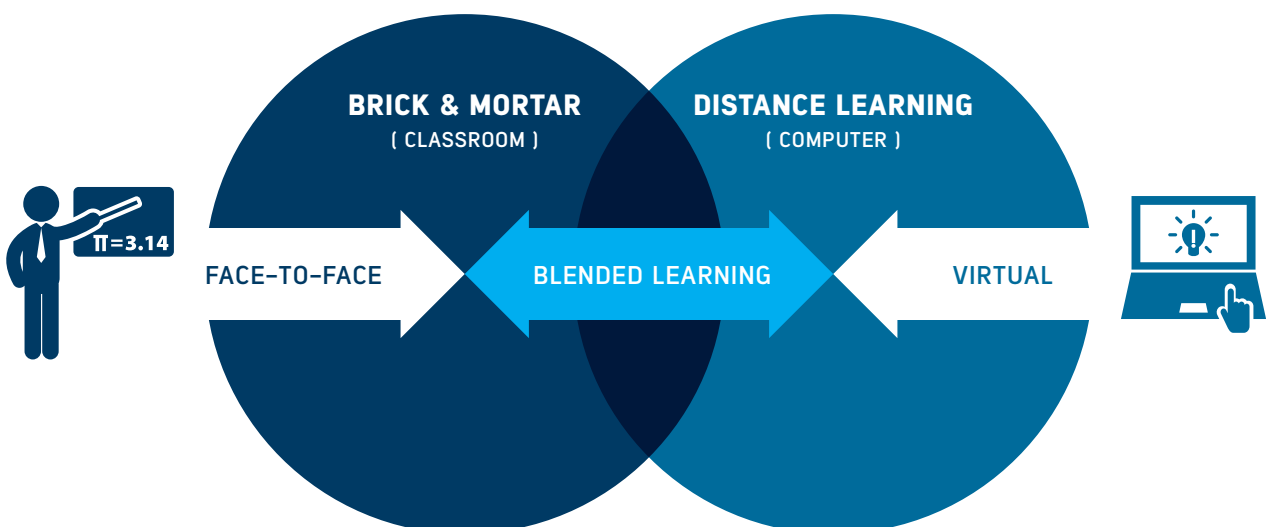 BRICK & MORTAR
( CLASSROOM )
DISTANCE LEARNING
( COMPUTER )
π=3.14
FACE-TO-FACE
BLENDED LEARNING
VIRTUAL